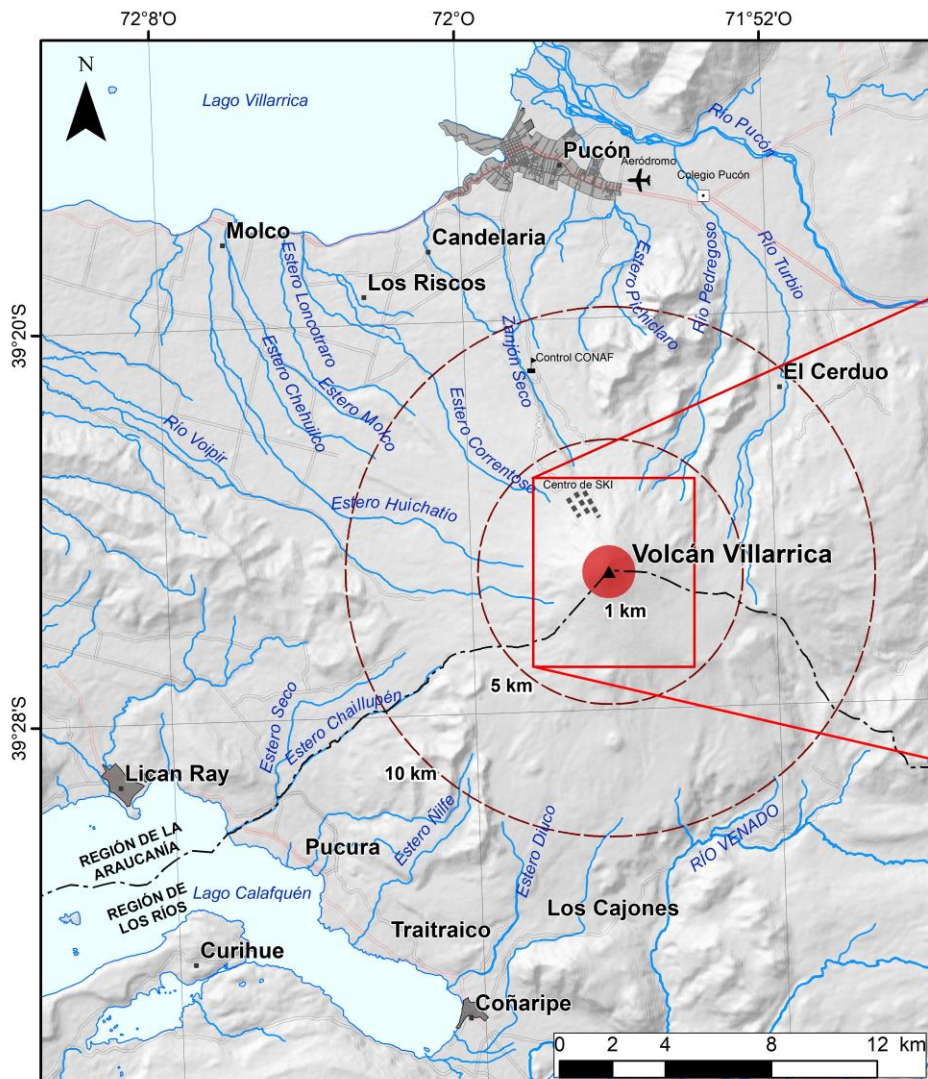 72°8'O
72°O
71°52'O
N
Lago Villarrica
Río Pucón
Pucón
Aeródromo
Colegio Pucón
Molco
Candelaria
Estero Loncotraro
Los Riscos
Estero Pichiclaro
Río Pedregoso
Río Turbio
39°20'S
Zanjón Seco
Control CONAF
El Cerduo
Estero Chehuilco
Estero Molco
Río Voipir
Estero Correntoso
Centro de SKI
Estero Huichatío
Volcán Villarrica
1 km
5 km
39°28'S
Estero Seco
Estero Chaillupén
10 km
Lican Ray
Estero Ñilfe
Estero Diuco
RÍO VENADO
REGIÓN DE LA
ARAUCANÍA
Pucura
REGIÓN DE
LOS RÍOS
Lago Calafquén
Los Cajones
Traitraico
Curihue
Coñaripe
0 2 4 8 12 km